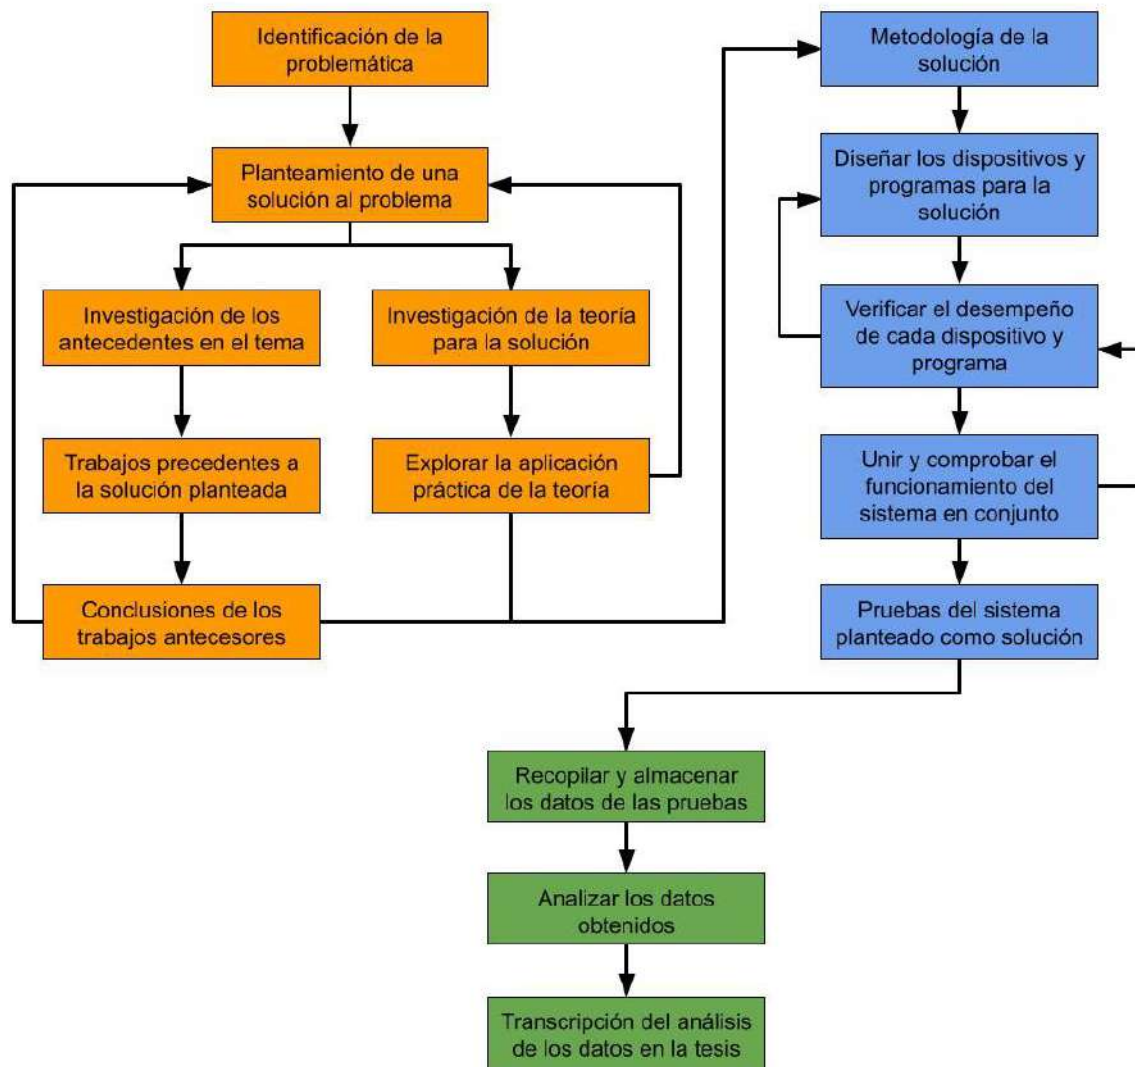 Identificación de la
problemática
Planteamiento de una
solución al problema
Investigación de los
antecedentes en el tema
Investigación de la teoría
para la solución
Trabajos precedentes a
la solución planteada
Explorar la aplicación
práctica de la teoría
Conclusiones de los
trabajos antecesores
Metodología de la
solución
Diseñar los dispositivos y
programas para la
solución
Verificar el desempeño
de cada dispositivo y
programa
Unir y comprobar el
funcionamiento del
sistema en conjunto
Pruebas del sistema
planteado como solución
Recopilar y almacenar
los datos de las pruebas
Analizar los datos
obtenidos
Transcripción del análisis
de los datos en la tesis